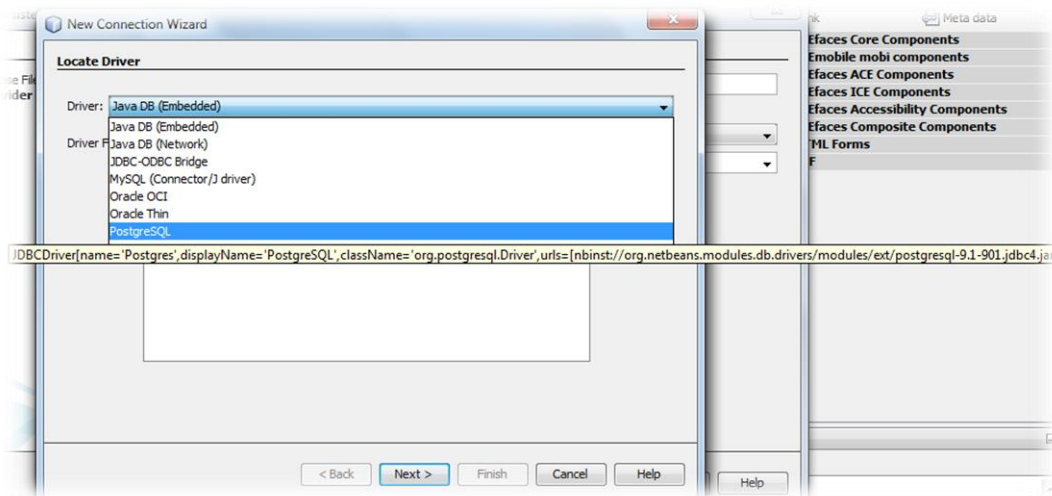 New Connection Wizard
Meta data
Efaces Core Components
Locate Driver
Emobile mobi components
Efaces ACE Components
Efaces ICE Components
Driver: Java DB (Embedded)
Efaces Accessibility Components
Java DB (Embedded)
Efaces Composite Components
Driver F
Java DB (Network)
TML Forms
JDBC-ODBC Bridge
MySQL (Connector/J driver)
Oracle OCI
Oracle Thin
PostgreSQL
JDBCDriver[name='Postgres',displayName='PostgreSQL',className='org.postgresql.Driver',urls=[nbinst://org.netbeans.modules.db.drivers/modules/ext/postgresql-9.1-901.jdbc4.ja
< Back
Next >
Finish
Cancel
Help
Help